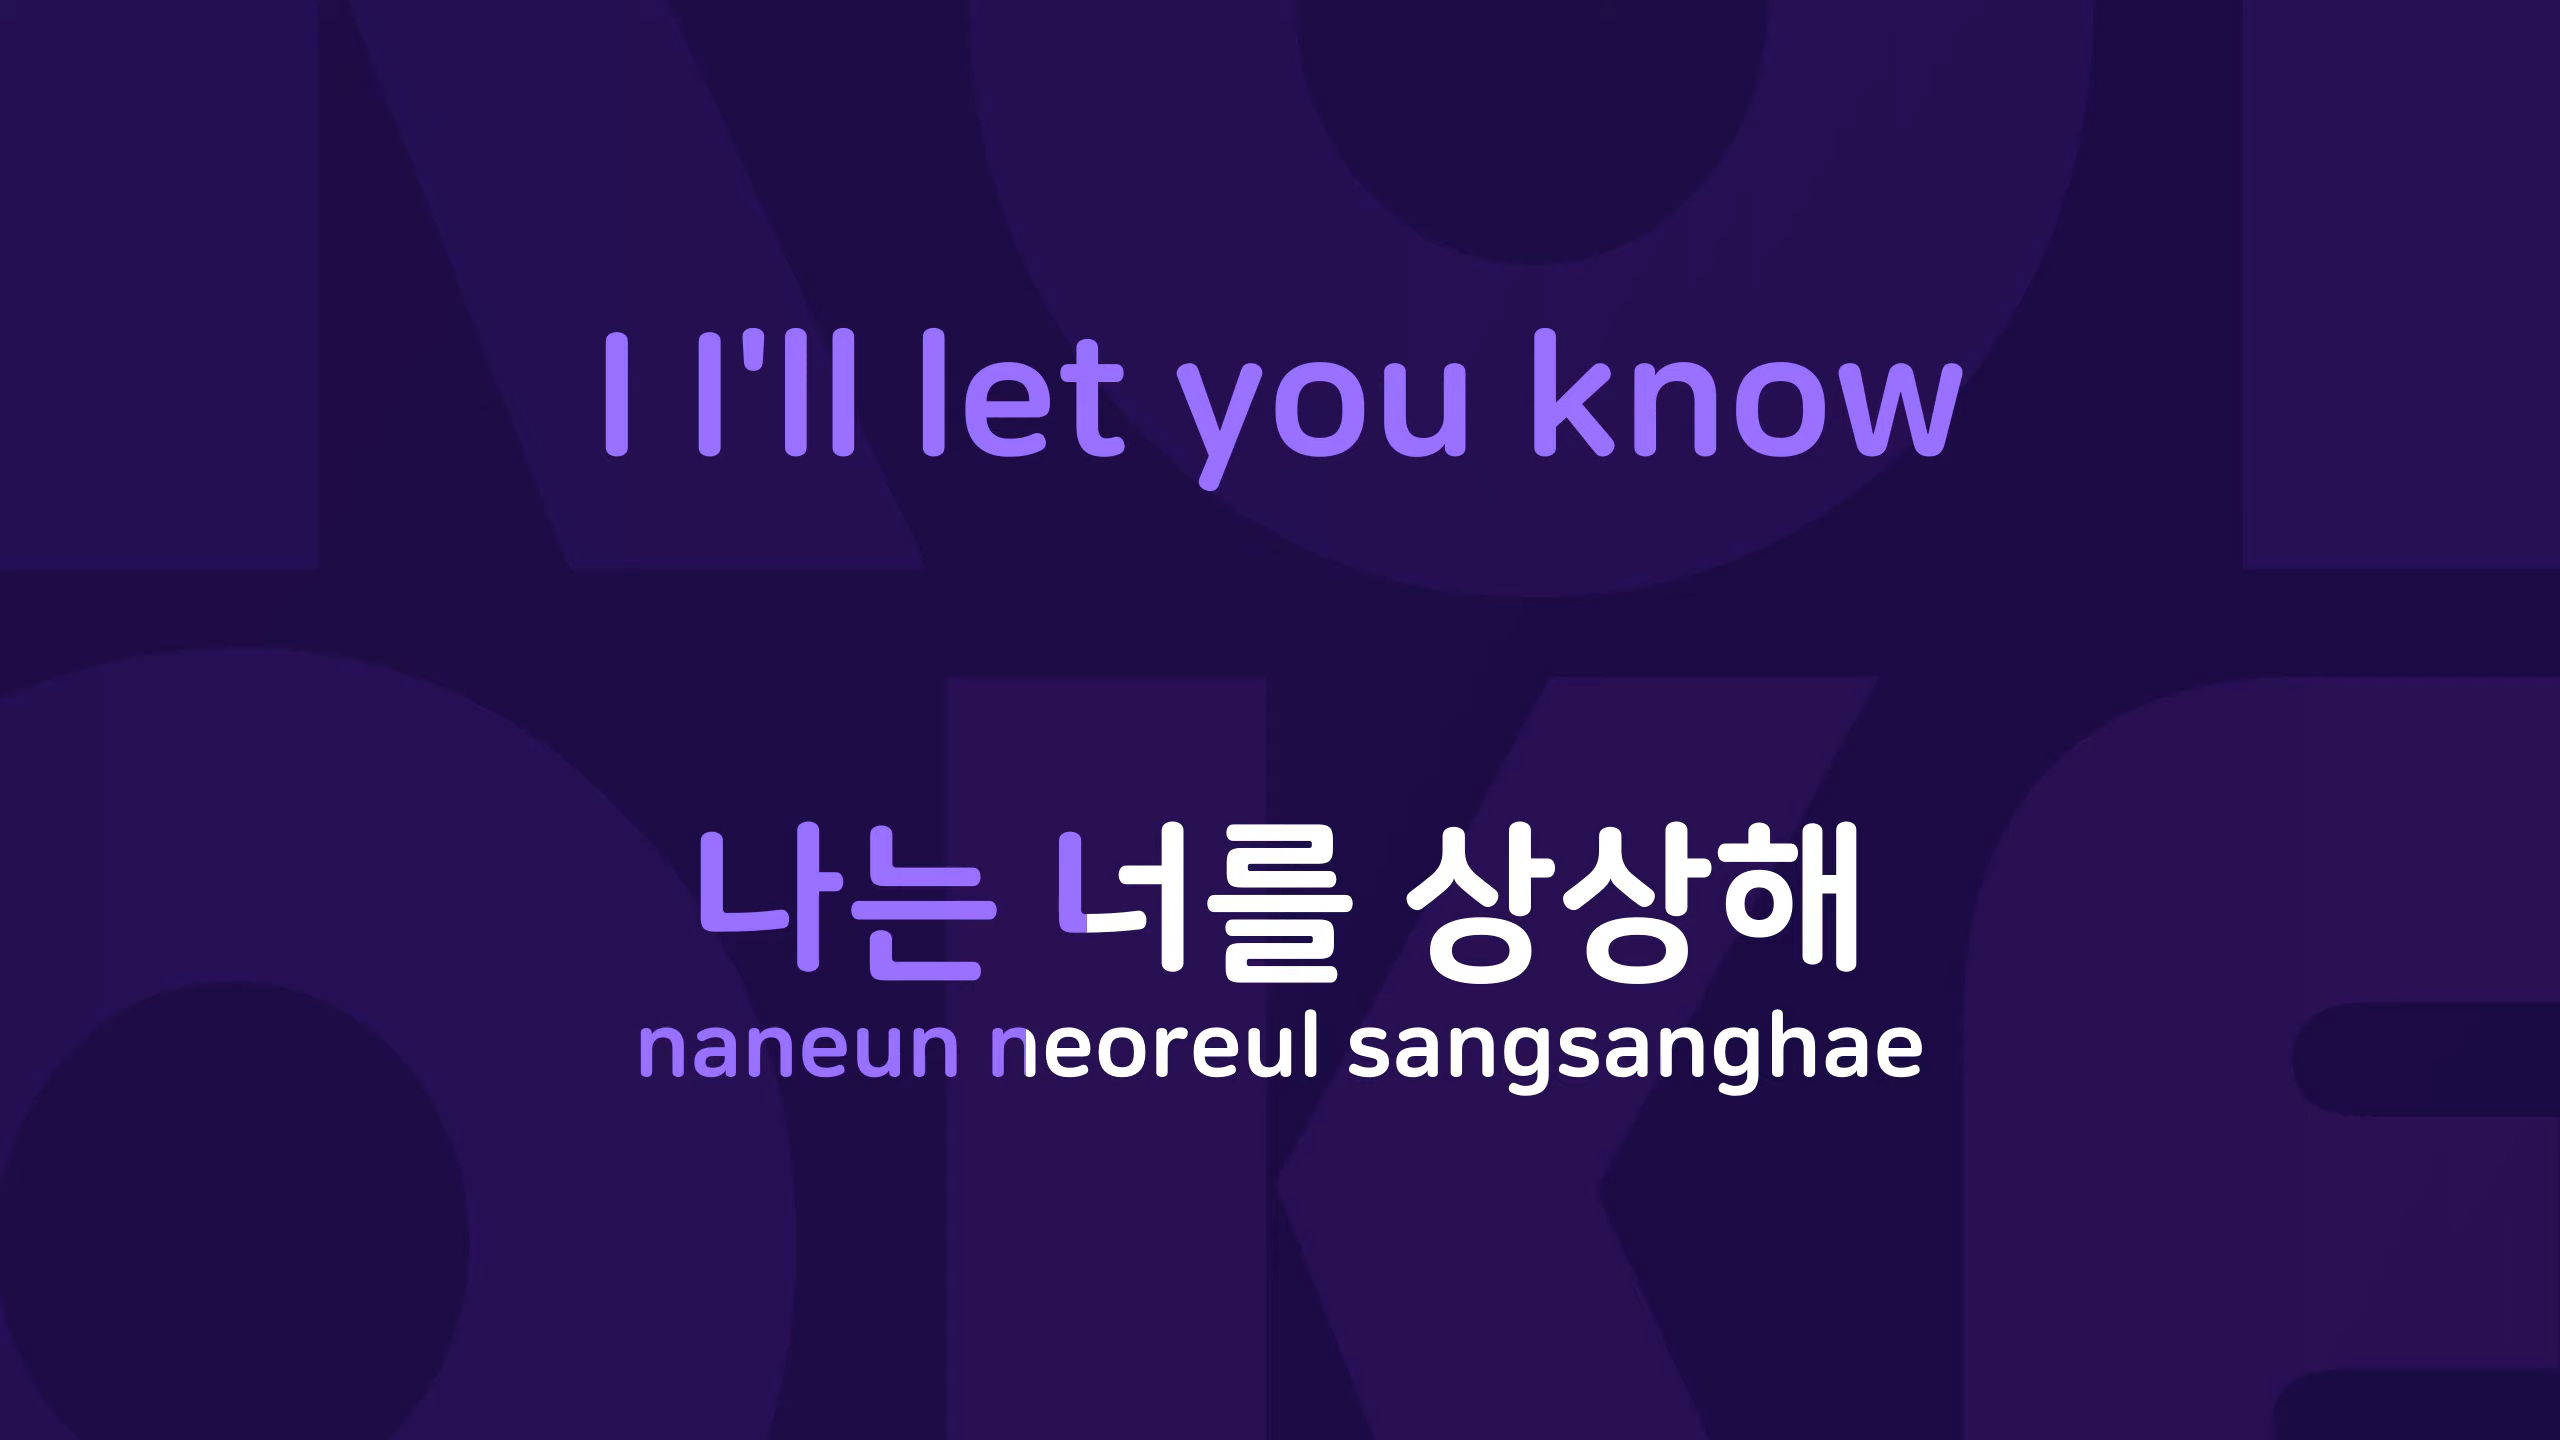 I I'll let you know
나는 너를 상상해
naneun neoreul sangsanghae